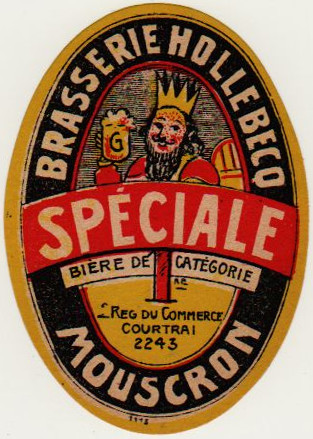 BRASSERIE HOLLEBECQ
G
SPÉCIALE
BIÈRE DE 1RE CATÉGORIE
REG DU COMMERCE
COURTRAI
2243
MOUSCRON